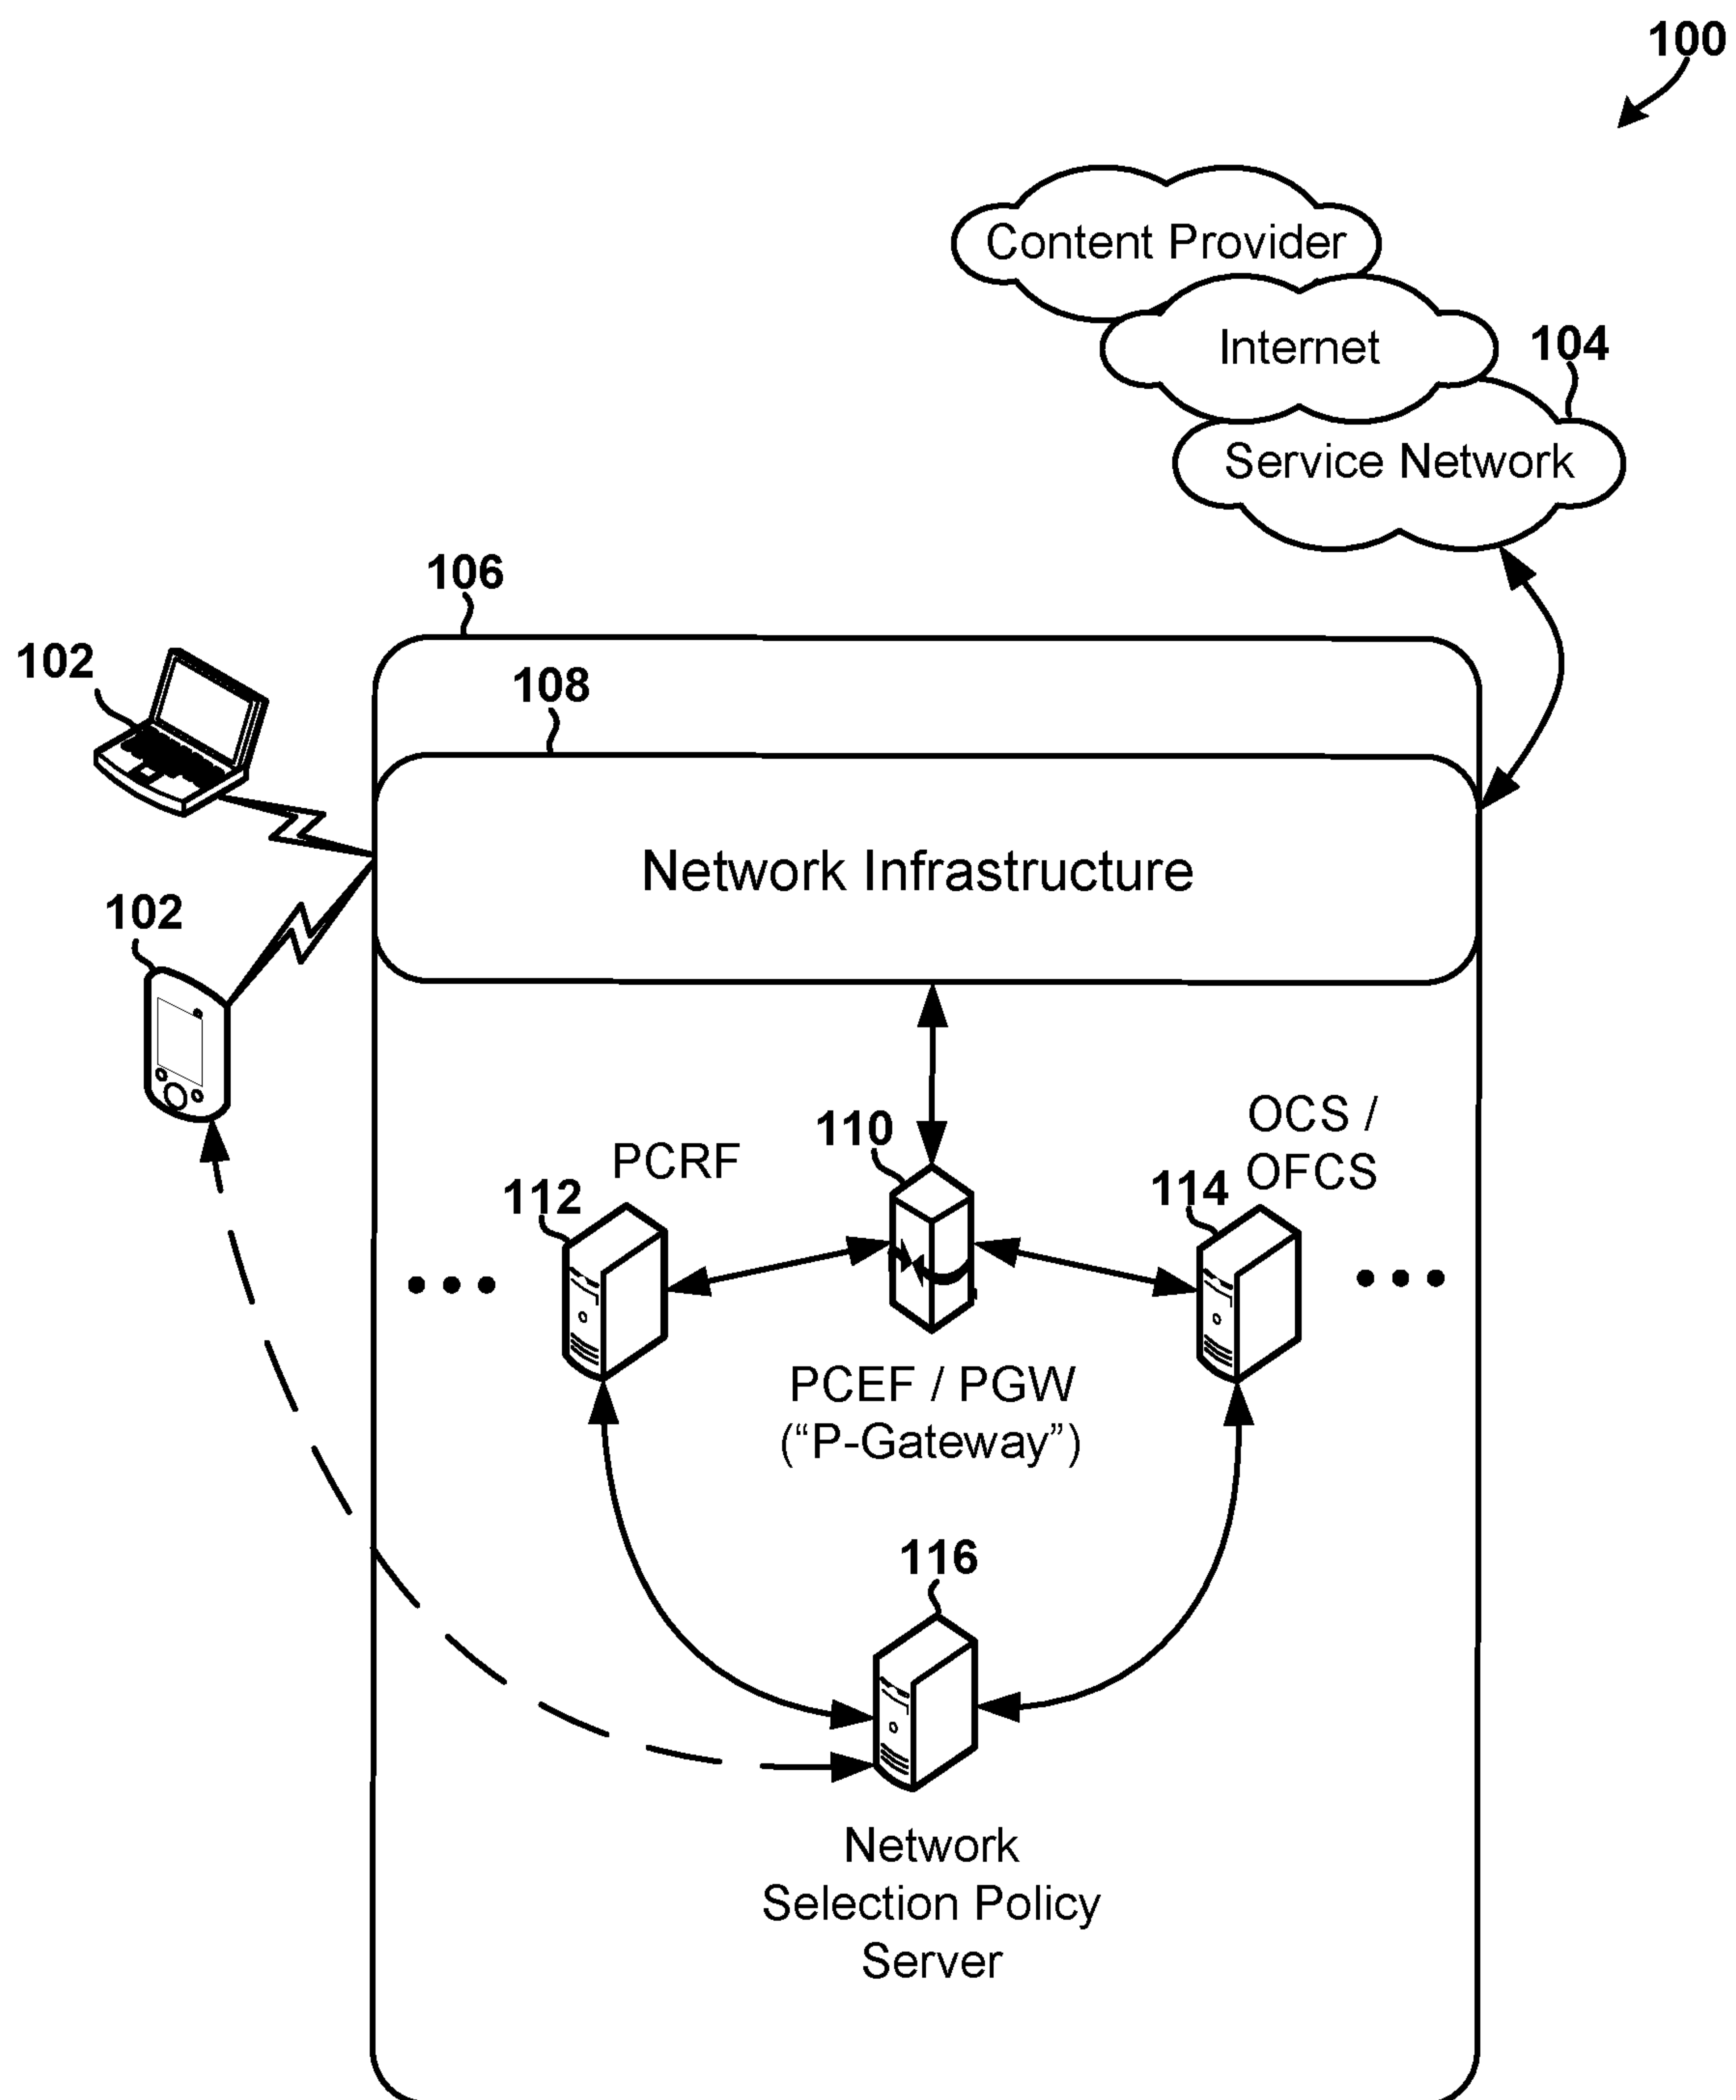 100
Content Provider
Internet
104
Service Network
106
102
108
Network Infrastructure
102
110
OCS /
OFCS
PCRF
112
114
PCEF / PGW
(“P-Gateway”)
116
Network
Selection Policy
Server